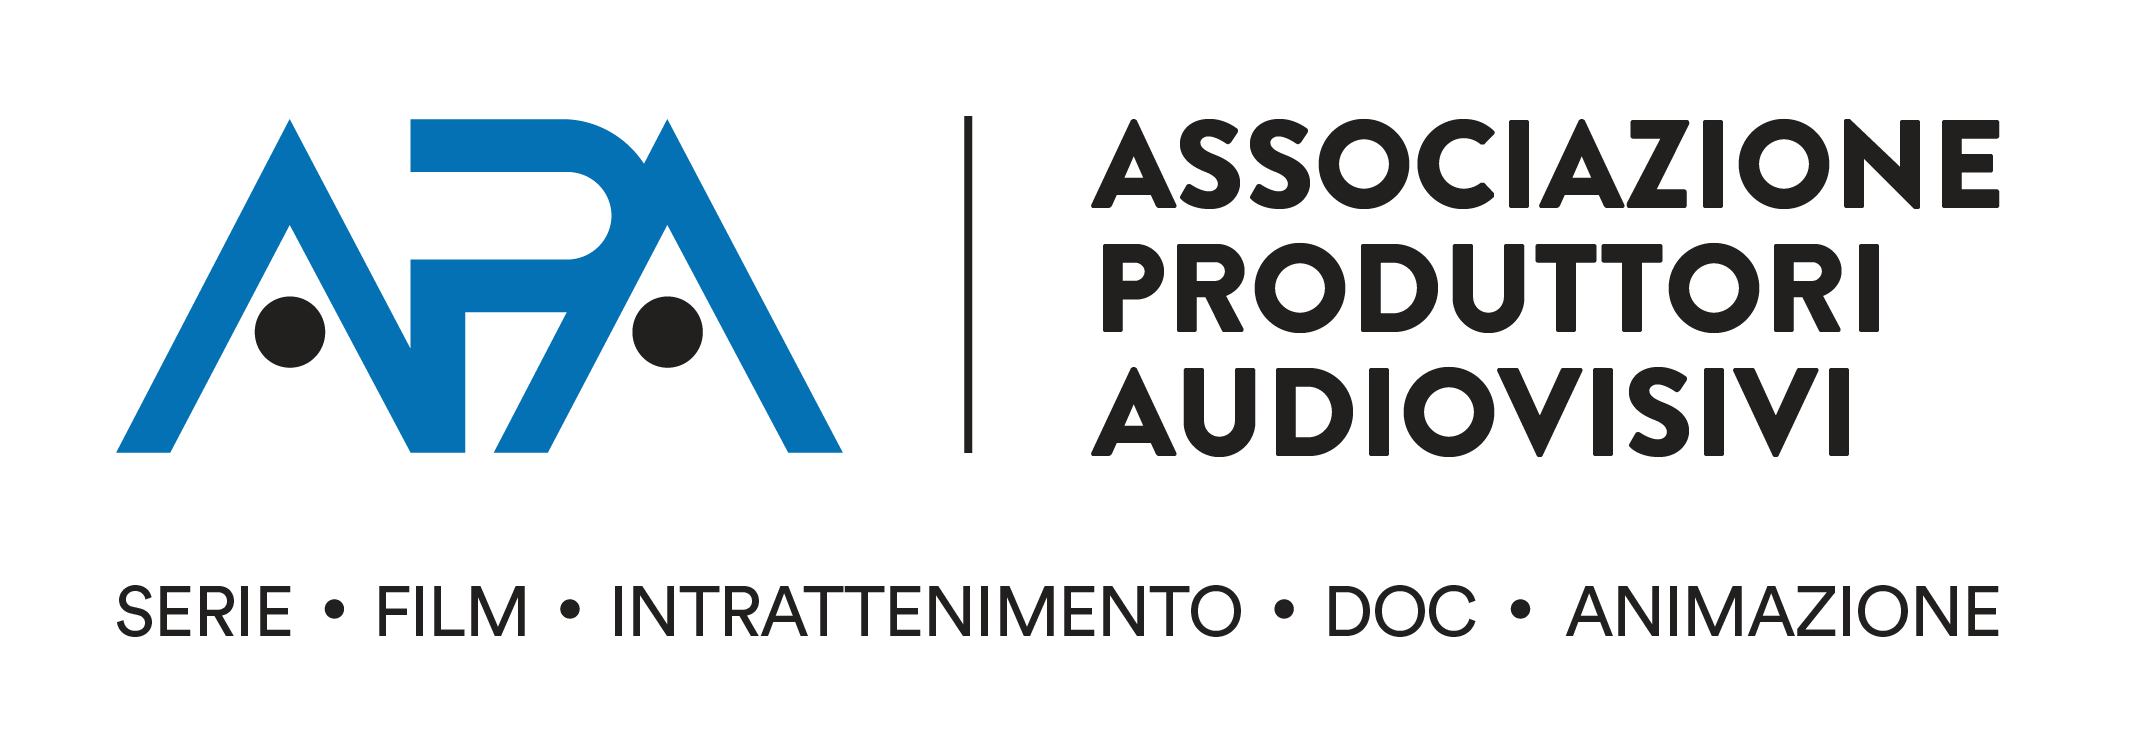 APA
ASSOCIAZIONE
PRODUTTORI
AUDIOVISIVI
SERIE • FILM • INTRATTENIMENTO • DOC • ANIMAZIONE